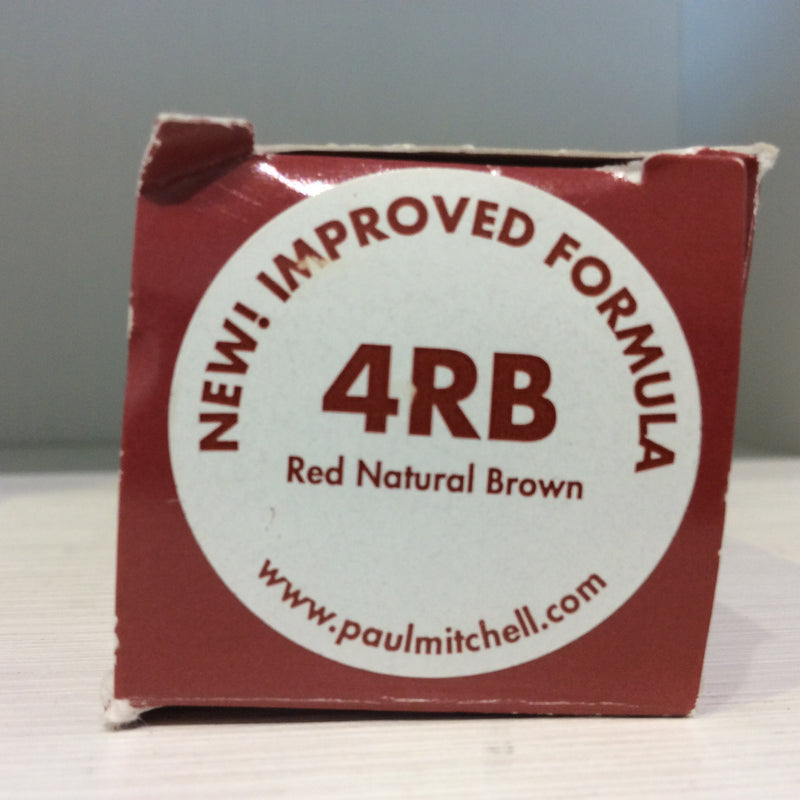 NEW! IMPROVED FORMULA
4RB
Red Natural Brown
www.paulmitchell.com